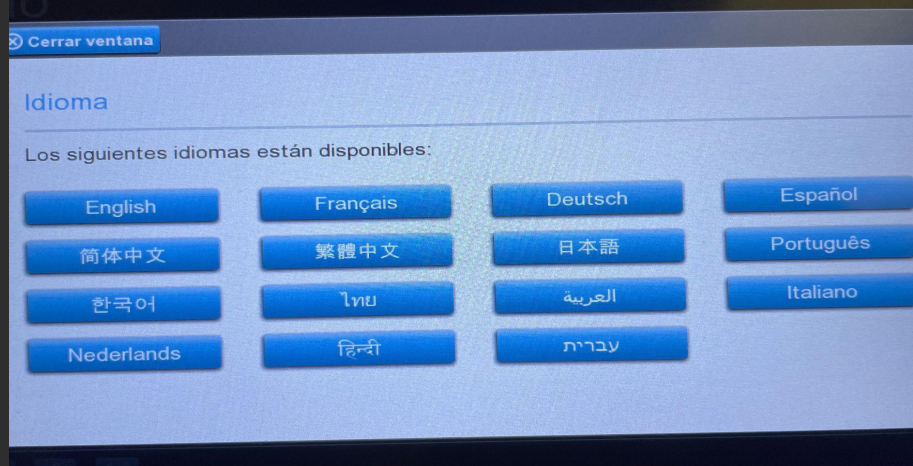 Cerrar ventana
Idioma
Los siguientes idiomas están disponibles:
English Français Deutsch Español
简体中文 繁體中文 日本語 Português
한국어 ไทย العربية Italiano
Nederlands हिन्दी עברית